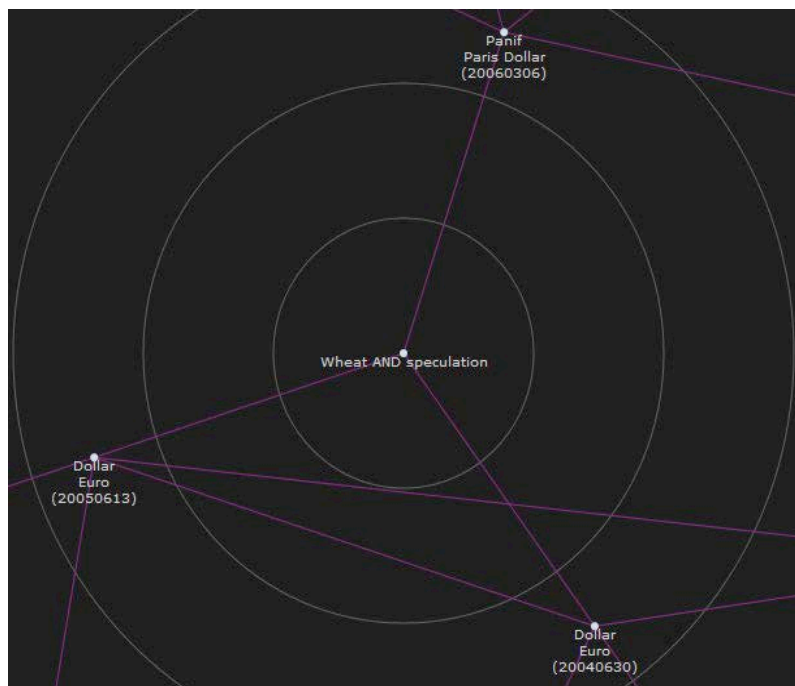 Panif
Paris Dollar
(20060306)
Wheat AND speculation
Dollar
Euro
(20050613)
Dollar
Euro
(20040630)